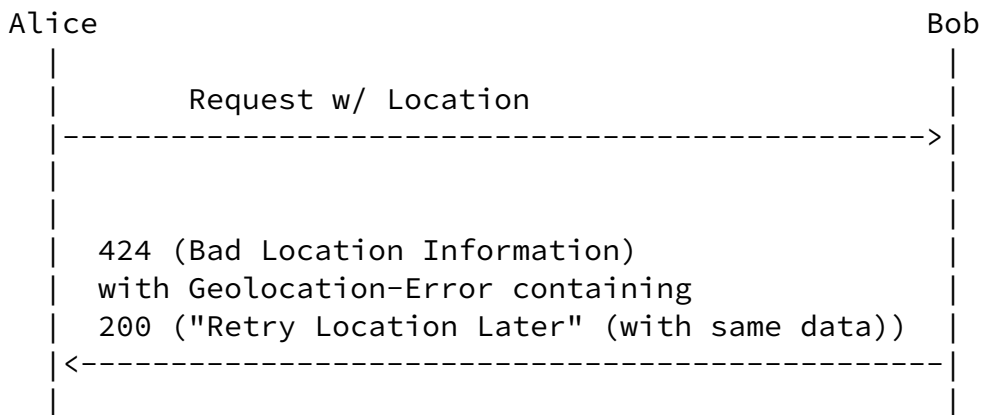 Alice Bob
Request w/ Location
424 (Bad Location Information)
with Geolocation-Error containing
200 ("Retry Location Later" (with same data))